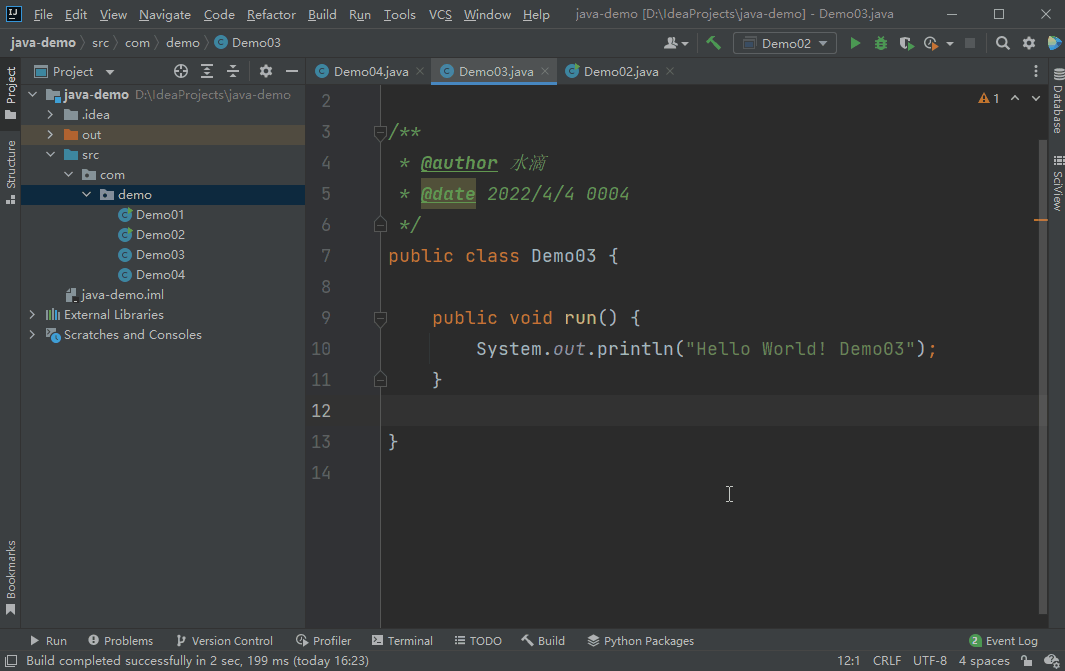 File Edit View Navigate Code Refactor Build Run Tools VCS Window Help java-demo [D:\IdeaProjects\java-demo] - Demo03.java
java-demo src com demo Demo03 Demo02
Project Demo04.java Demo03.java Demo02.java
Project
Structure
Bookmarks
java-demo D:\IdeaProjects\java-demo
.idea
out
src
com
demo
Demo01
Demo02
Demo03
Demo04
java-demo.iml
External Libraries
Scratches and Consoles
1
2
3 /**
4 * @author 水滴
5 * @date 2022/4/4 0004
6 */
7 public class Demo03 {
8
9 public void run() {
10 System.out.println("Hello World! Demo03");
11 }
12
13 }
14
Database
SciView
Run Problems Version Control Profiler Terminal TODO Build Python Packages 2 Event Log
Build completed successfully in 2 sec, 199 ms (today 16:23) 12:1 CRLF UTF-8 4 spaces